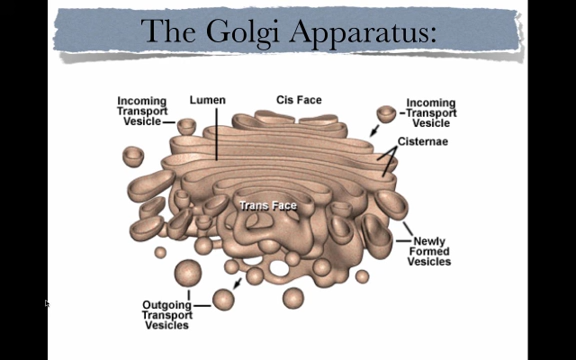 The Golgi Apparatus:
Incoming
Transport
Vesicle
Lumen
Cis Face
Incoming
Transport
Vesicle
Cisternae
Trans Face
Newly
Formed
Vesicles
Outgoing
Transport
Vesicles